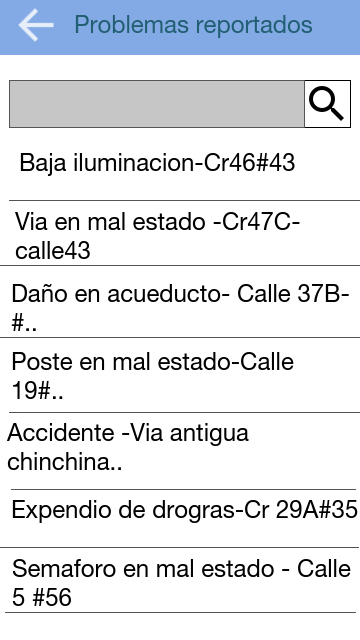 Problemas reportados
Baja iluminacion-Cr46#43
Via en mal estado -Cr47C-
calle43
Daño en acueducto- Calle 37B-
#..
Poste en mal estado-Calle
19#..
Accidente -Via antigua
chinchina..
Expendio de drogras-Cr 29A#35
Semaforo en mal estado - Calle
5 #56